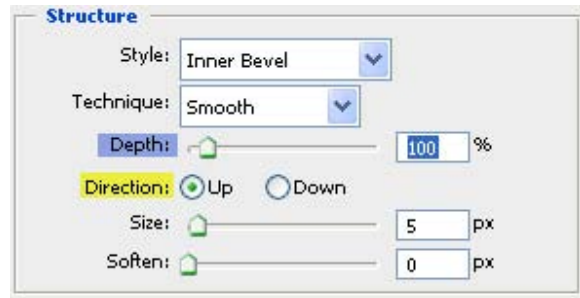 Structure
Style: Inner Bevel
Technique: Smooth
Depth: 100 %
Direction: Up Down
Size: 5 px
Soften: 0 px